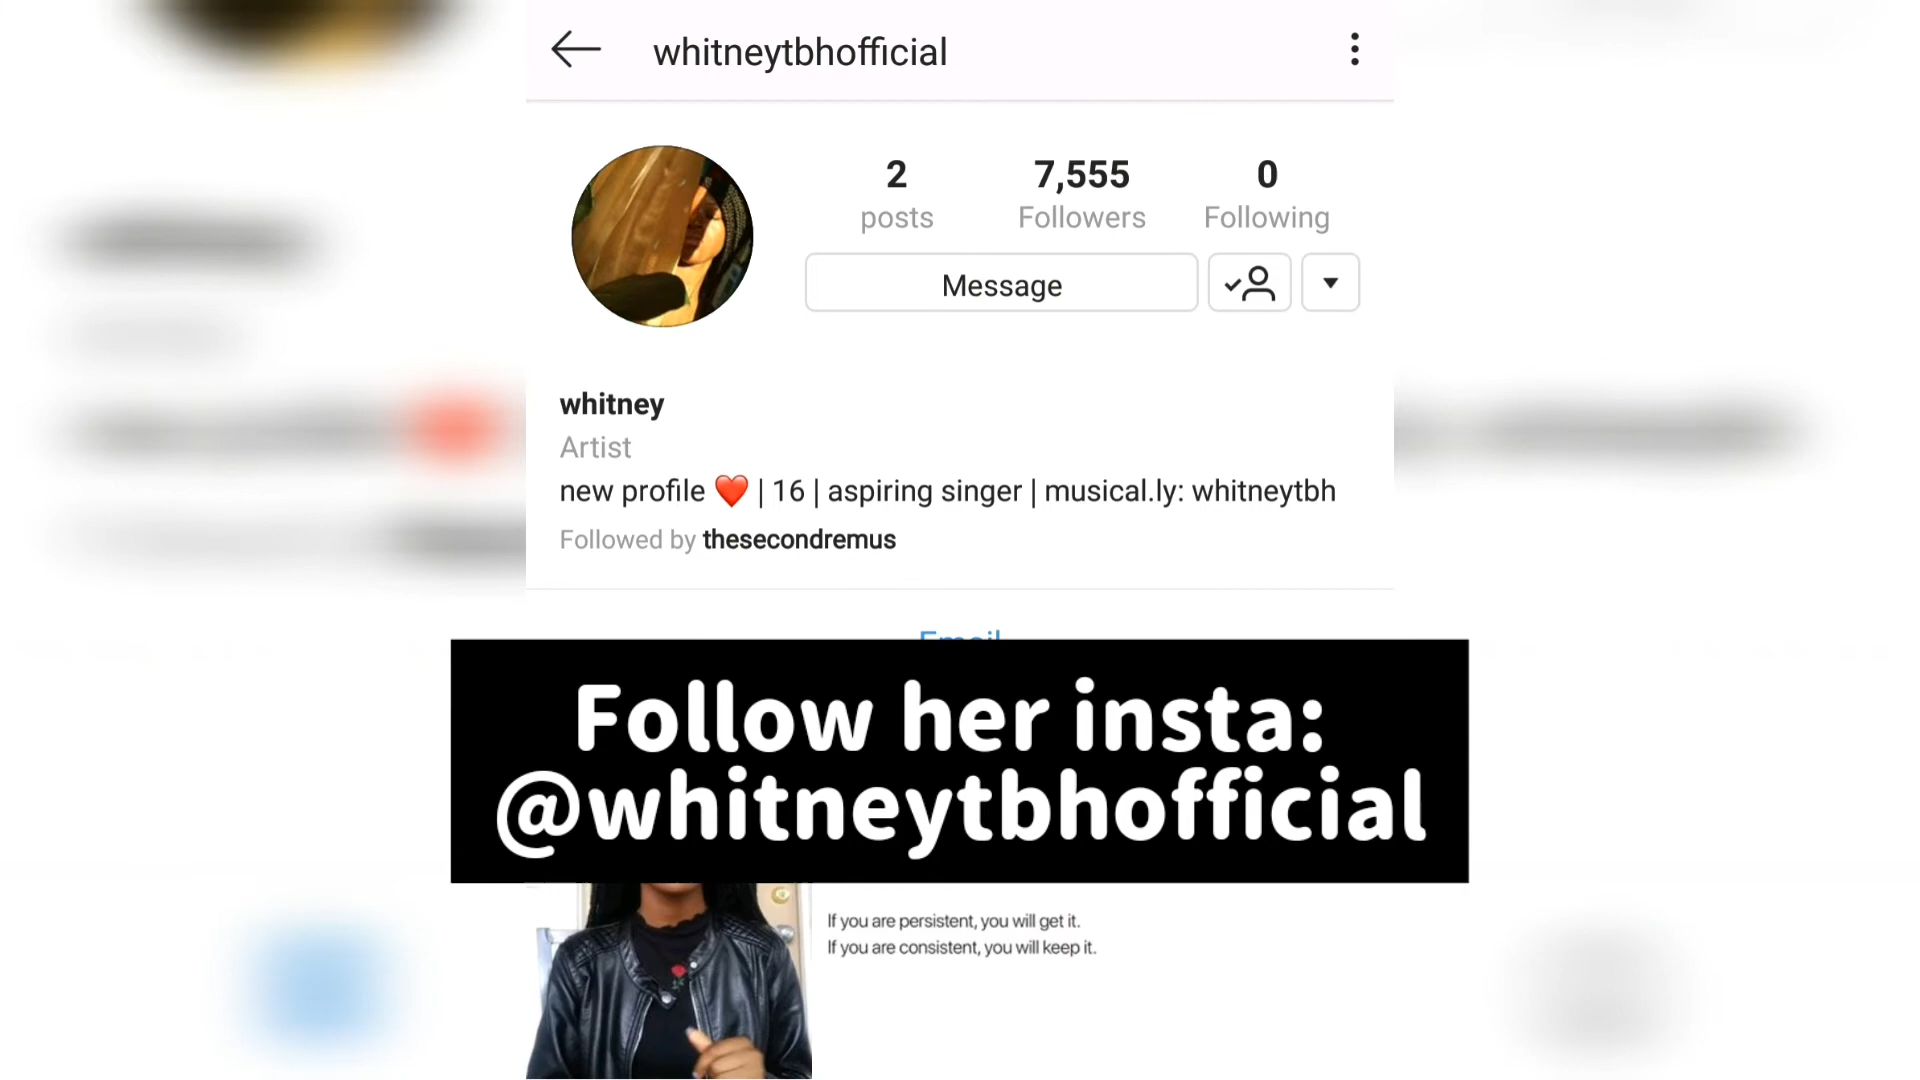 whitneytbhofficial
2 7,555 0
posts Followers Following
Message
whitney
Artist
new profile ❤️ | 16 | aspiring singer | musical.ly: whitneytbh
Followed by thesecondremus
Email
Follow her insta:
@whitneytbhofficial
If you are persistent, you will get it.
If you are consistent, you will keep it.